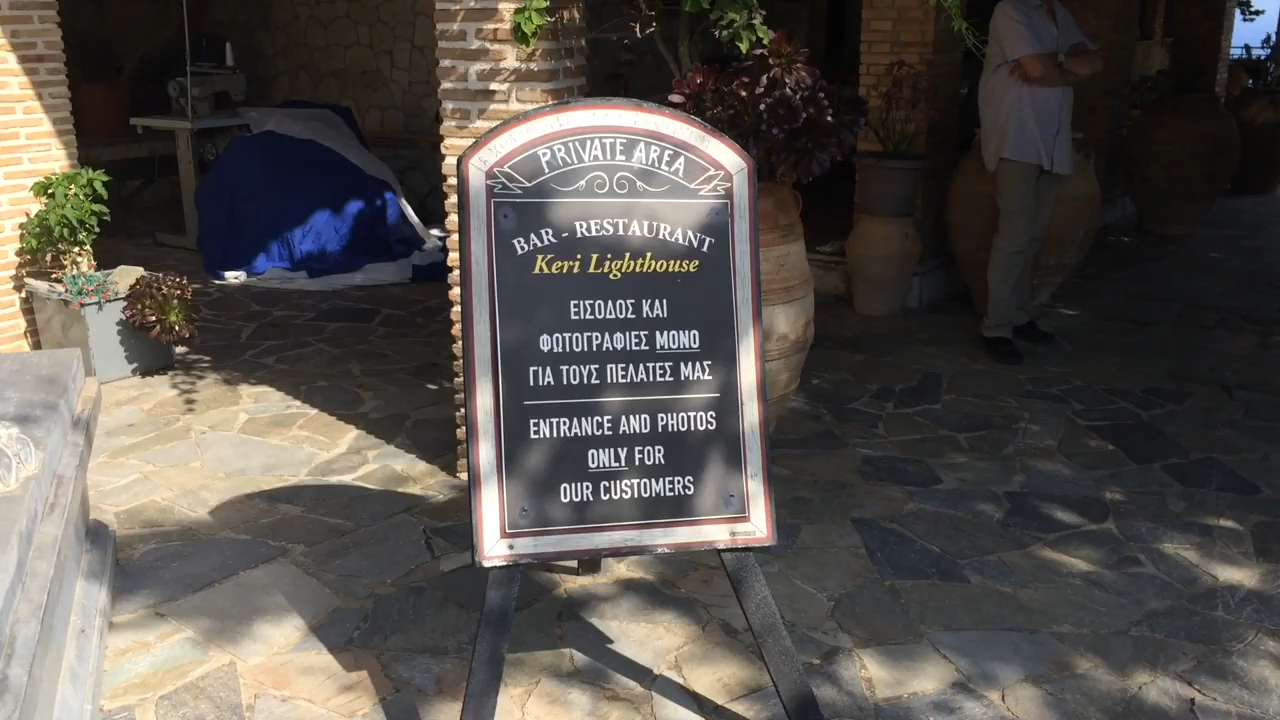 PRIVATE AREA
BAR - RESTAURANT
Keri Lighthouse
ΕΙΣΟΔΟΣ ΚΑΙ
ΦΩΤΟΓΡΑΦΙΕΣ ΜΟΝΟ
ΓΙΑ ΤΟΥΣ ΠΕΛΑΤΕΣ ΜΑΣ
ENTRANCE AND PHOTOS
ONLY FOR
OUR CUSTOMERS